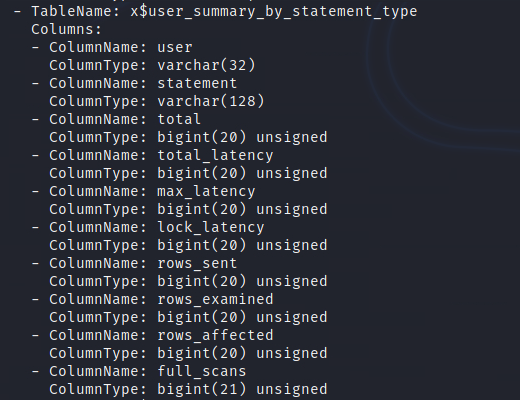 - TableName: x$user_summary_by_statement_type
Columns:
- ColumnName: user
ColumnType: varchar(32)
- ColumnName: statement
ColumnType: varchar(128)
- ColumnName: total
ColumnType: bigint(20) unsigned
- ColumnName: total_latency
ColumnType: bigint(20) unsigned
- ColumnName: max_latency
ColumnType: bigint(20) unsigned
- ColumnName: lock_latency
ColumnType: bigint(20) unsigned
- ColumnName: rows_sent
ColumnType: bigint(20) unsigned
- ColumnName: rows_examined
ColumnType: bigint(20) unsigned
- ColumnName: rows_affected
ColumnType: bigint(20) unsigned
- ColumnName: full_scans
ColumnType: bigint(21) unsigned